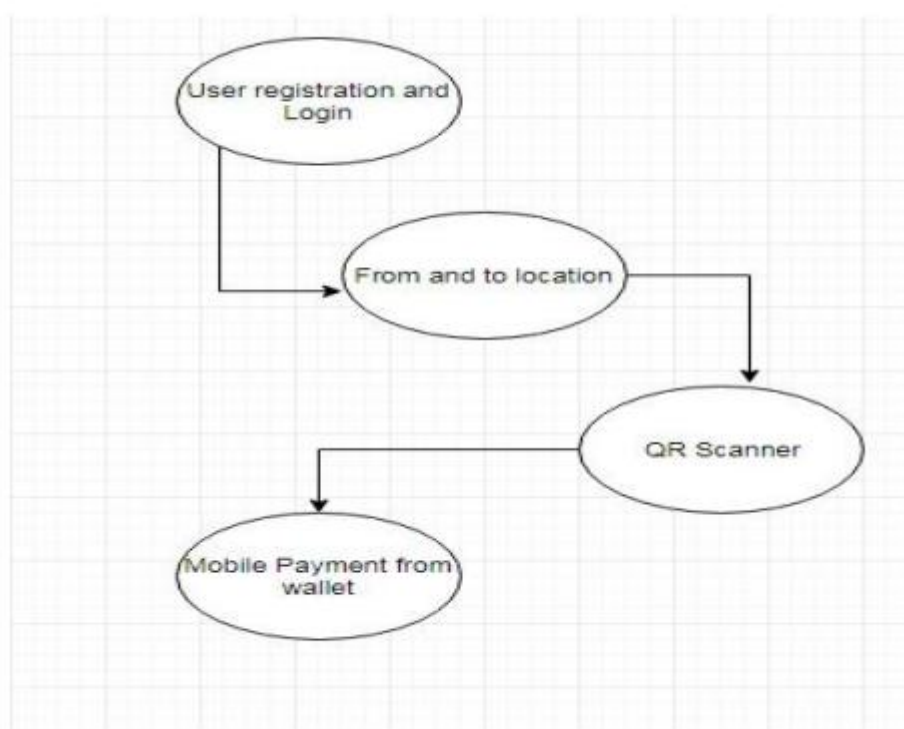 User registration and
Login
From and to location
QR Scanner
Mobile Payment from
wallet